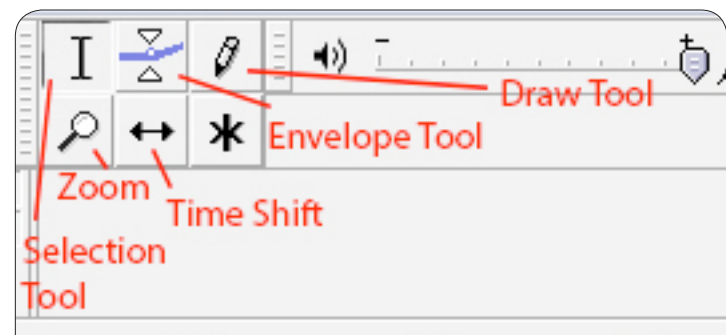 Draw Tool
Envelope Tool
Zoom
Time Shift
Selection
Tool